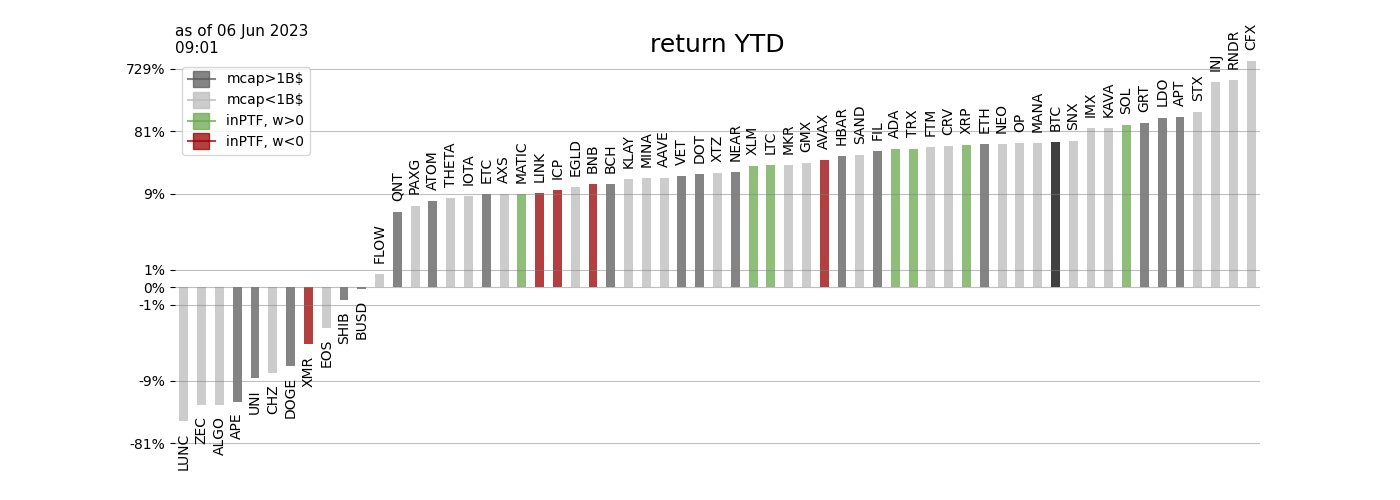 as of 06 Jun 2023
09:01
return YTD
mcap>1B$
mcap<1B$
inPTF, w>0
inPTF, w<0
729%
81%
9%
1%
0%
-1%
-9%
-81%
LUNC
ZEC
ALGO
APE
UNI
CHZ
DOGE
XMR
EOS
SHIB
BUSD
FLOW
QNT
PAXG
ATOM
THETA
IOTA
ETC
AXS
MATIC
LINK
ICP
EGLD
BNB
BCH
KLAY
MINA
AAVE
VET
DOT
XTZ
NEAR
XLM
LTC
MKR
GMX
AVAX
HBAR
SAND
FIL
ADA
TRX
FTM
CRV
XRP
ETH
NEO
OP
MANA
BTC
SNX
IMX
KAVA
SOL
GRT
LDO
APT
STX
INJ
RNDR
CFX